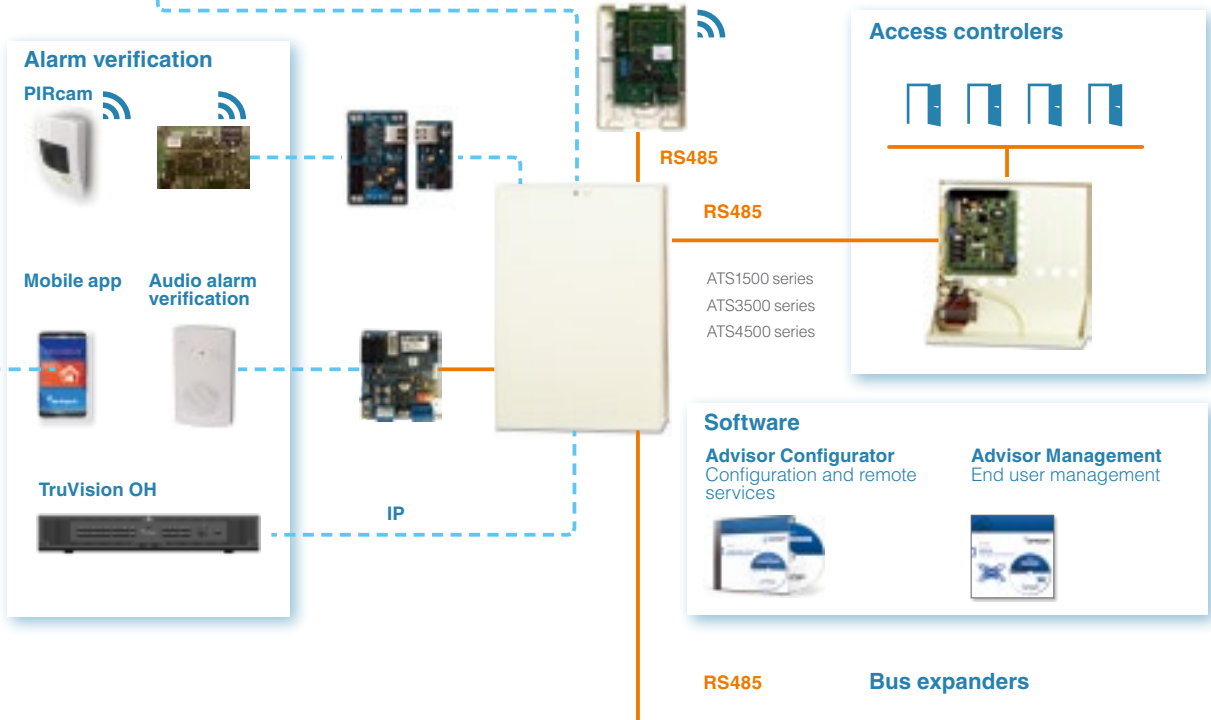 Alarm verification
PIRcam
Access controlers
RS485
RS485
ATS1500 series
ATS3500 series
ATS4500 series
Mobile app
Audio alarm
verification
Software
Advisor Configurator
Configuration and remote
services
Advisor Management
End user management
TruVision OH
IP
RS485
Bus expanders